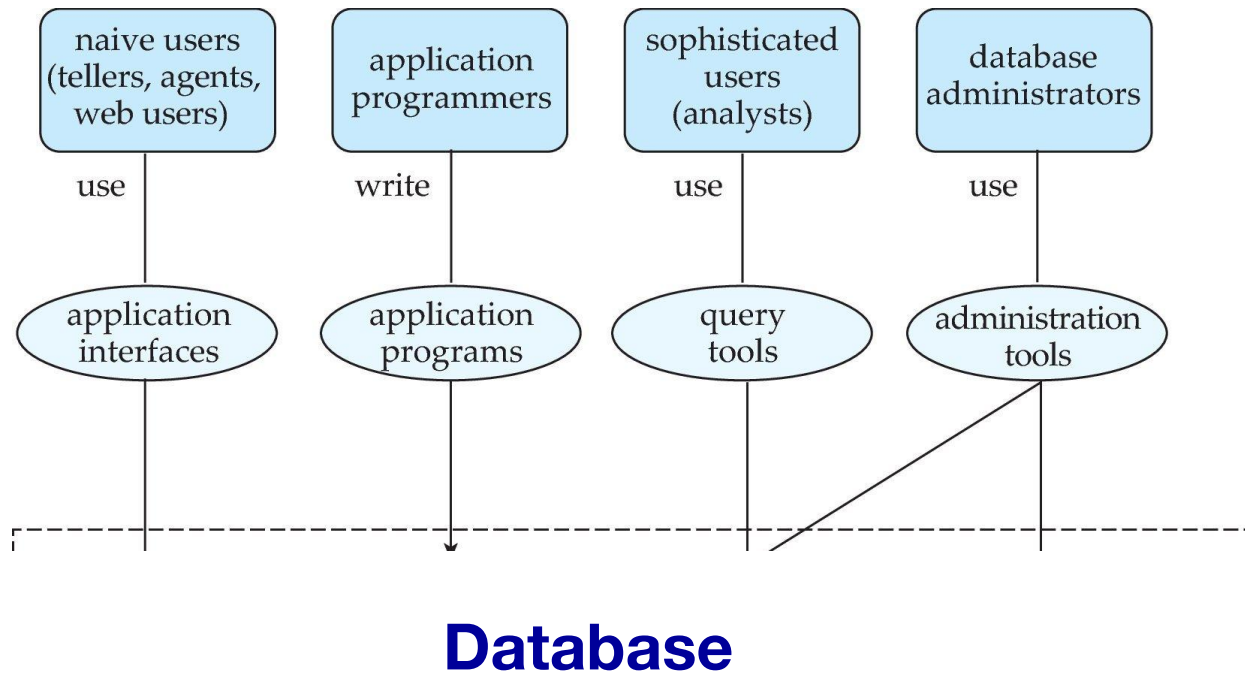 naive users
(tellers, agents,
web users)
application
programmers
sophisticated
users
(analysts)
database
administrators
use
write
use
use
application
interfaces
application
programs
query
tools
administration
tools
Database